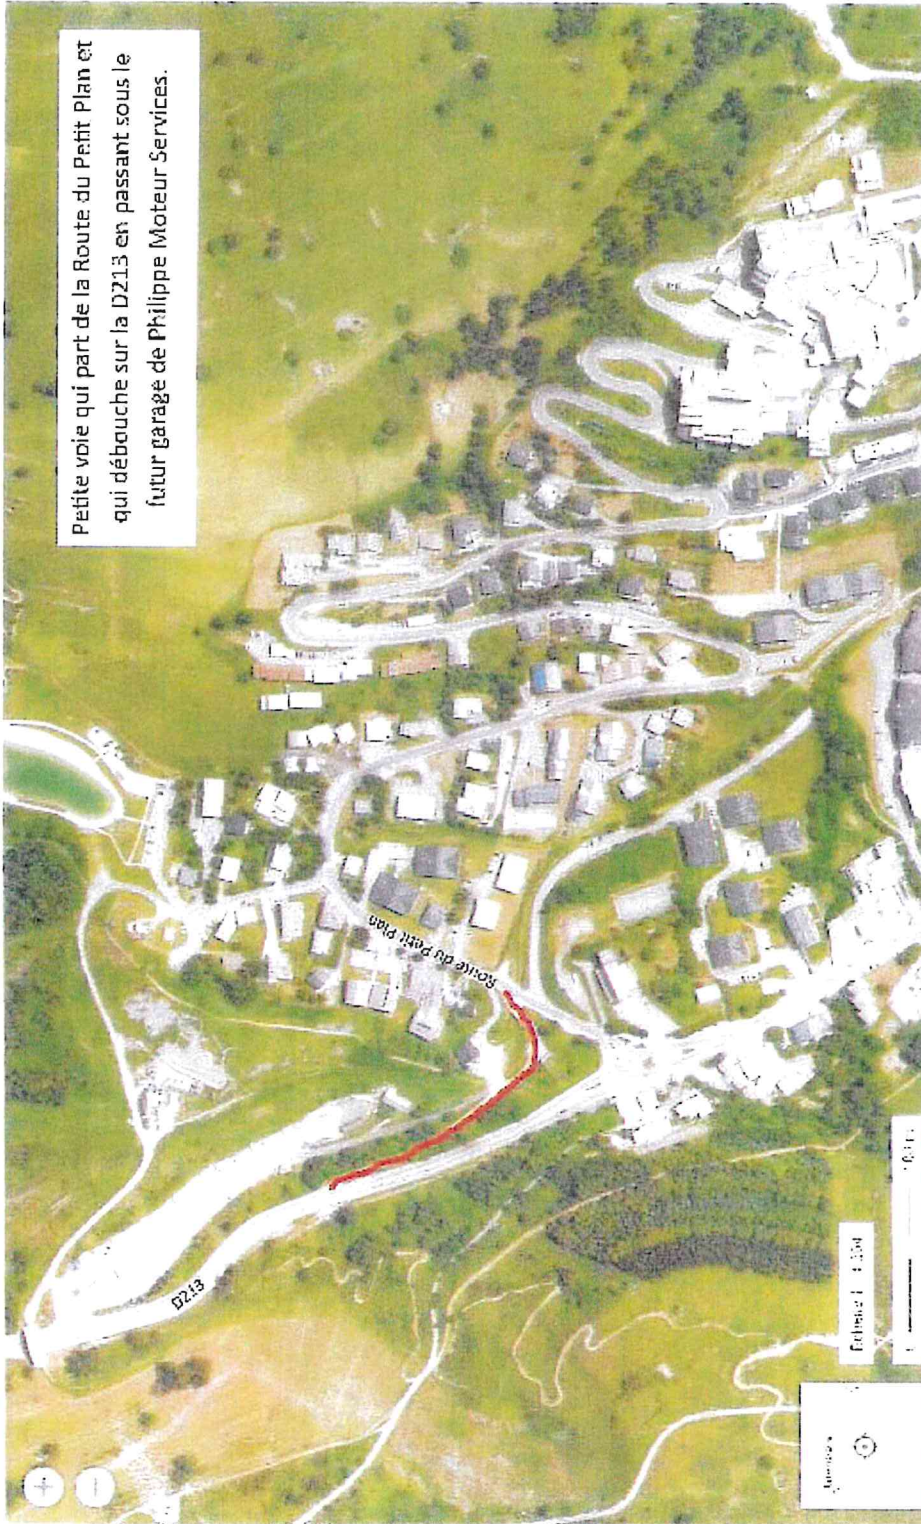 Petite voie qui part de la Route du Petit Plan et
qui débouche sur la D213 en passant sous le
futur garage de Philippe Moteur Services.
Route du Petit Plan
D213